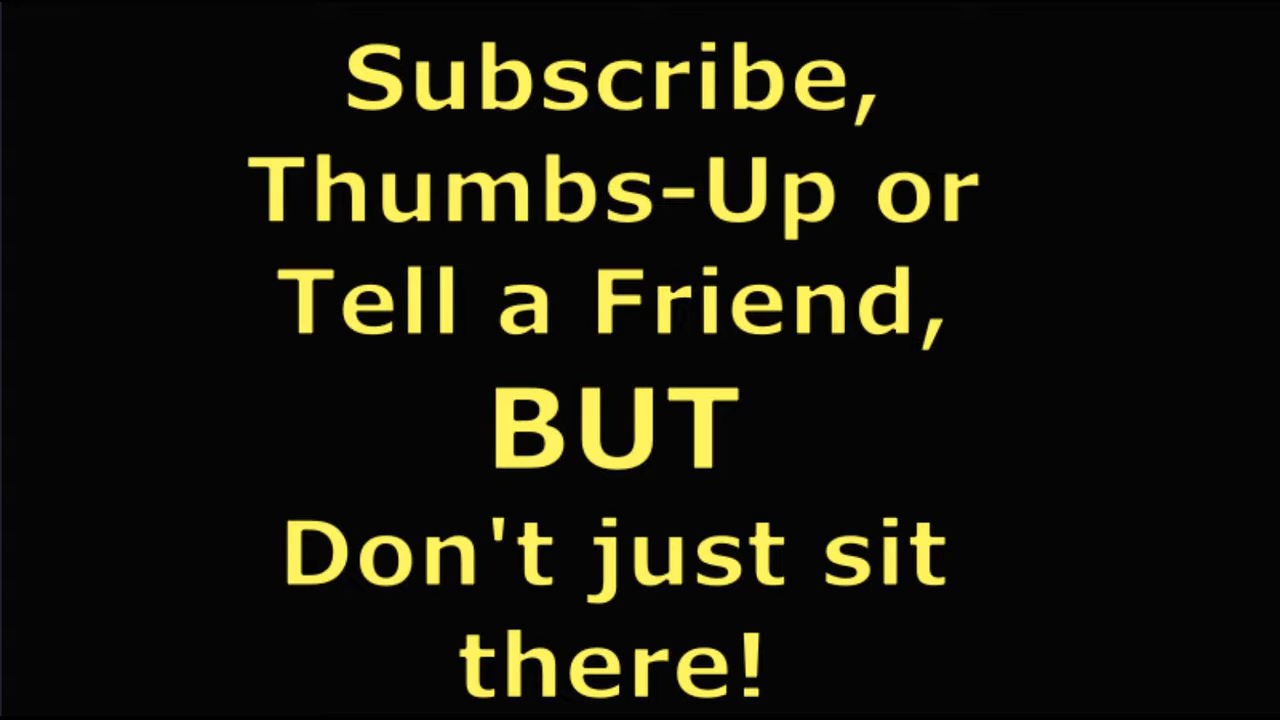 Subscribe,
Thumbs-Up or
Tell a Friend,
BUT
Don't just sit
there!